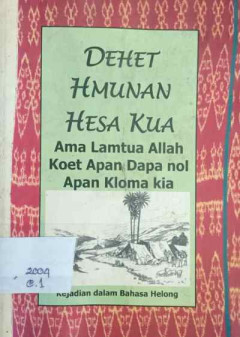 DEHET
HMUNAN
HESA KUA
Ama Lamtua Allah
Koet Apan Dapa nol
Apan Kloma kia
2009
Kejadian dalam Bahasa Helong